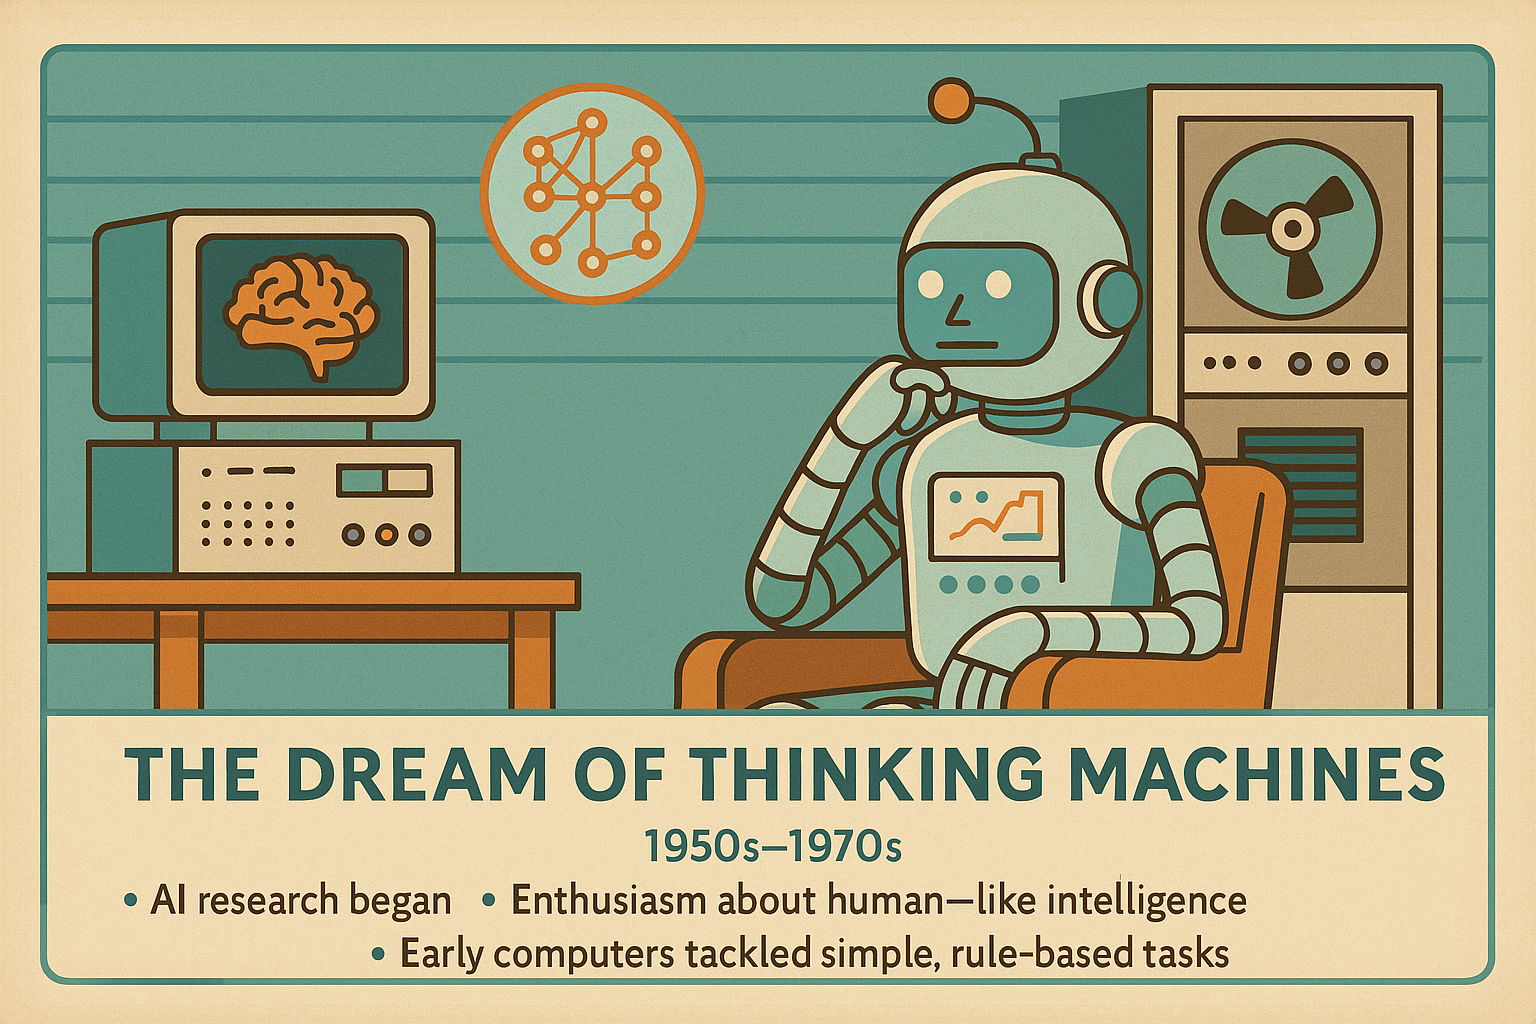 THE DREAM OF THINKING MACHINES
1950s–1970s
• AI research began • Enthusiasm about human—like intelligence
• Early computers tackled simple, rule-based tasks